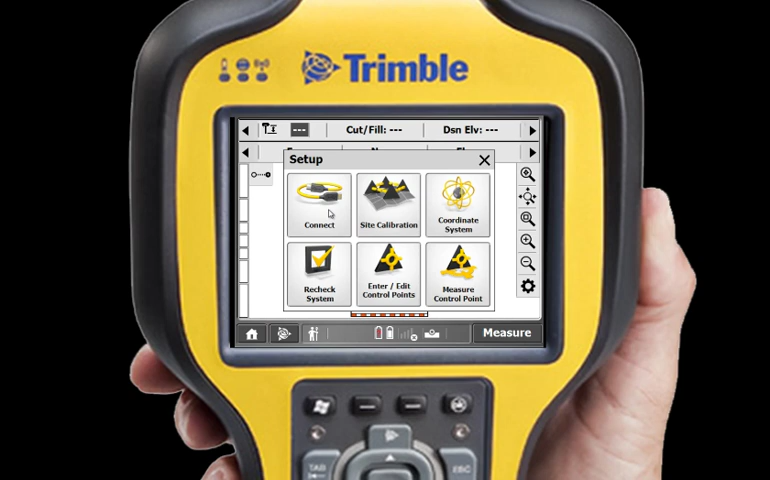 Trimble
--- Cut/Fill: --- Dsn Elv: ---
Setup
Connect
Site Calibration
Coordinate
System
Recheck
System
Enter / Edit
Control Points
Measure
Control Point
Measure
TAB
ESC